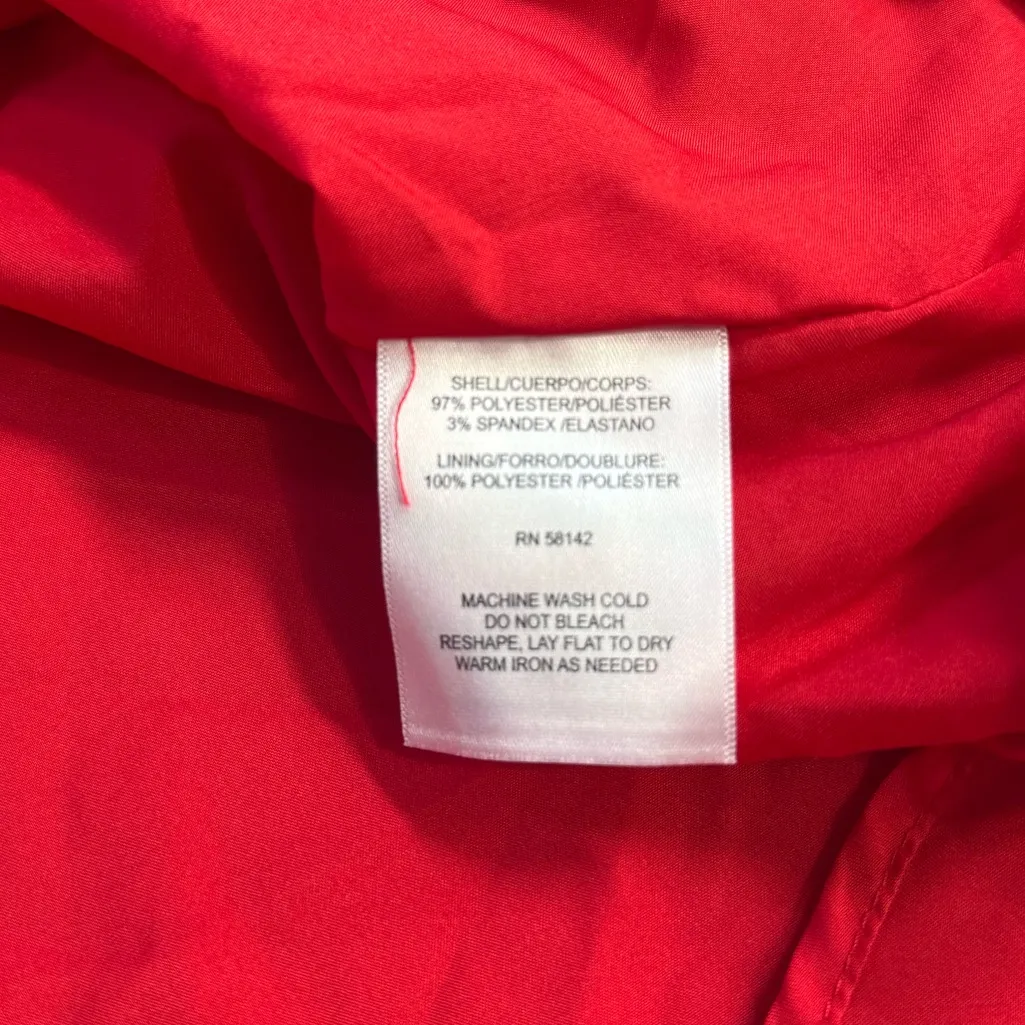 SHELL/CUERPO/CORPS:
97% POLYESTER/POLIÉSTER
3% SPANDEX /ELASTANO
LINING/FORRO/DOUBLURE:
100% POLYESTER /POLIÉSTER
RN 58142
MACHINE WASH COLD
DO NOT BLEACH
RESHAPE, LAY FLAT TO DRY
WARM IRON AS NEEDED